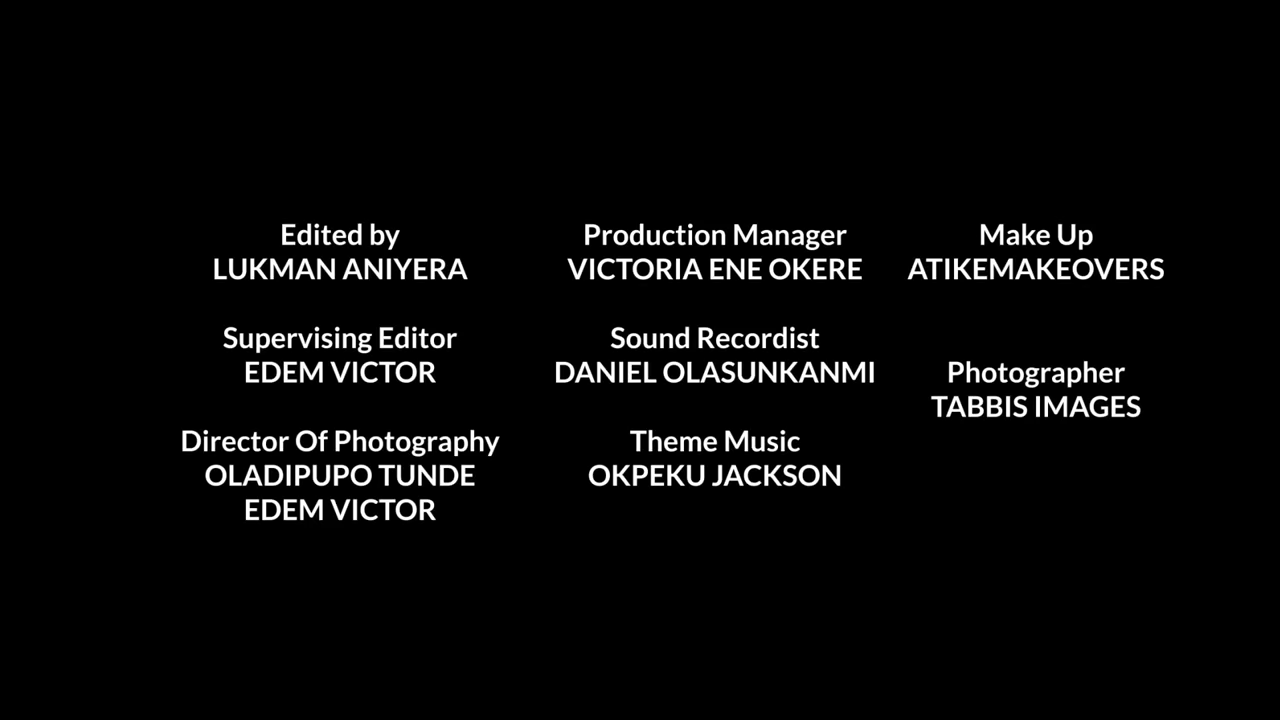 Edited by
LUKMAN ANIYERA
Supervising Editor
EDEM VICTOR
Director Of Photography
OLADIPUPO TUNDE
EDEM VICTOR
Production Manager
VICTORIA ENE OKERE
Sound Recordist
DANIEL OLASUNKANMI
Theme Music
OKPEKU JACKSON
Make Up
ATIKEMAKEOVERS
Photographer
TABBIS IMAGES